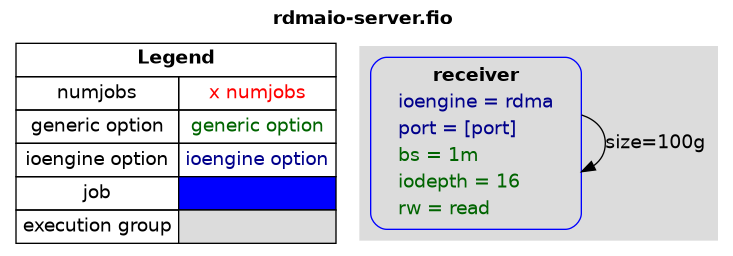 rdmaio-server.fio
Legend
numjobs x numjobs
generic option generic option
ioengine option ioengine option
job
execution group
receiver
ioengine = rdma
port = [port]
bs = 1m
iodepth = 16
rw = read
size=100g